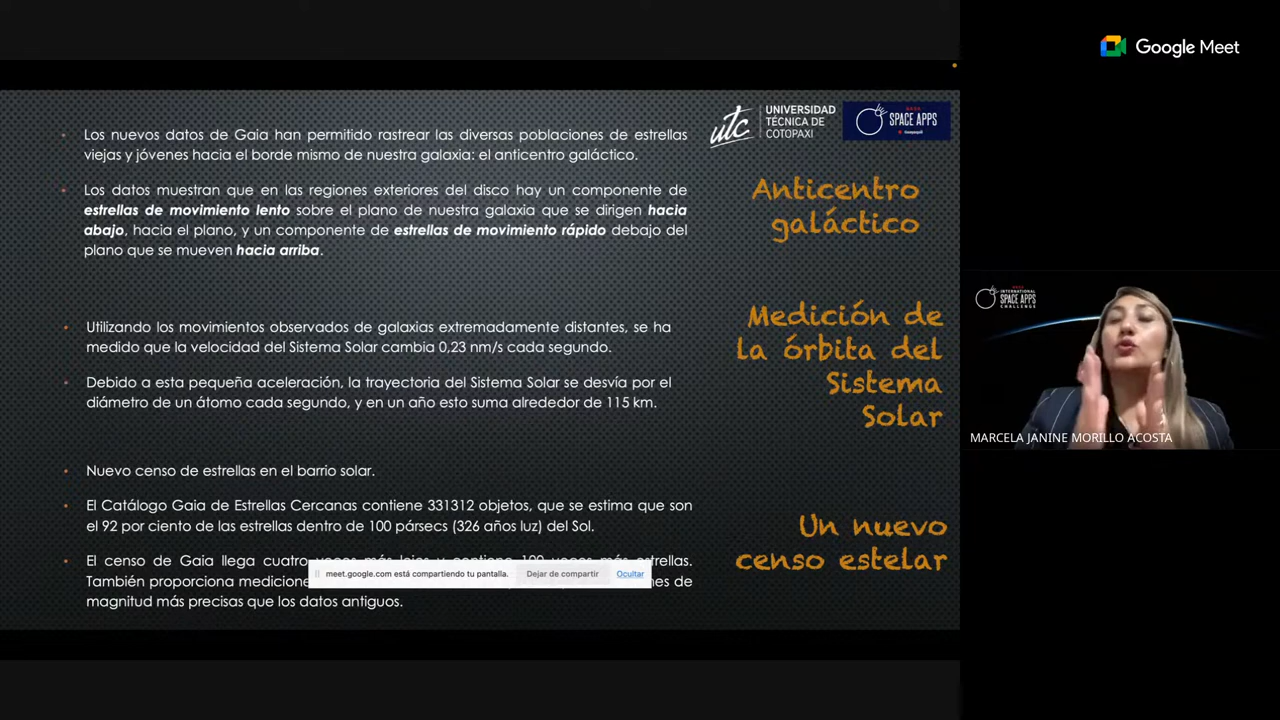 Google Meet
UNIVERSIDAD
TÉCNICA DE
COTOPAXI
utc
SPACE APPS
Los nuevos datos de Gaia han permitido rastrear las diversas poblaciones de estrellas
viejas y jóvenes hacia el borde mismo de nuestra galaxia: el anticentro galáctico.
Los datos muestran que en las regiones exteriores del disco hay un componente de
estrellas de movimiento lento sobre el plano de nuestra galaxia que se dirigen hacia
abajo, hacia el plano, y un componente de estrellas de movimiento rápido debajo del
plano que se mueven hacia arriba.
Anticentro
galáctico
Utilizando los movimientos observados de galaxias extremadamente distantes, se ha
medido que la velocidad del Sistema Solar cambia 0,23 nm/s cada segundo.
Debido a esta pequeña aceleración, la trayectoria del Sistema Solar se desvía por el
diámetro de un átomo cada segundo, y en un año esto suma alrededor de 115 km.
Medición de
la órbita del
Sistema
Solar
Nuevo censo de estrellas en el barrio solar.
El Catálogo Gaia de Estrellas Cercanas contiene 331312 objetos, que se estima que son
el 92 por ciento de las estrellas dentro de 100 pársecs (326 años luz) del Sol.
El censo de Gaia llega cuatro
También proporciona
magnitud más precisas que los datos antiguos.
Un nuevo
censo estelar
meet.google.com está compartiendo tu pantalla.
Dejar de compartir
Ocultar
INTERNATIONAL
SPACE APPS
CHALLENGE
MARCELA JANINE MORILLO ACOSTA